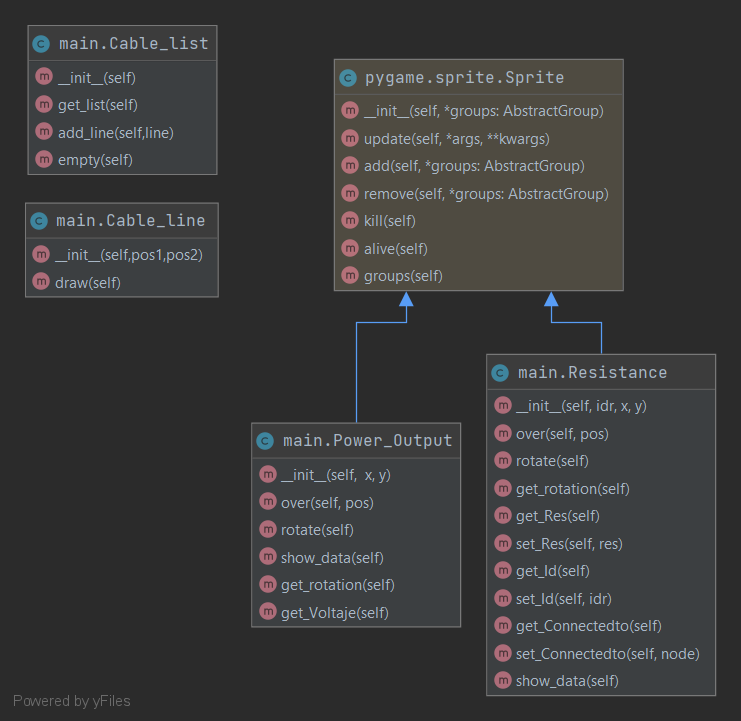 main.Cable_list
__init__(self)
get_list(self)
add_line(self,line)
empty(self)
main.Cable_line
__init__(self,pos1,pos2)
draw(self)
pygame.sprite.Sprite
__init__(self, *groups: AbstractGroup)
update(self, *args, **kwargs)
add(self, *groups: AbstractGroup)
remove(self, *groups: AbstractGroup)
kill(self)
alive(self)
groups(self)
main.Power_Output
__init__(self,  x, y)
over(self, pos)
rotate(self)
show_data(self)
get_rotation(self)
get_Voltaje(self)
main.Resistance
__init__(self, idr, x, y)
over(self, pos)
rotate(self)
get_rotation(self)
get_Res(self)
set_Res(self, res)
get_Id(self)
set_Id(self, idr)
get_Connectedto(self)
set_Connectedto(self, node)
show_data(self)
Powered by yFiles